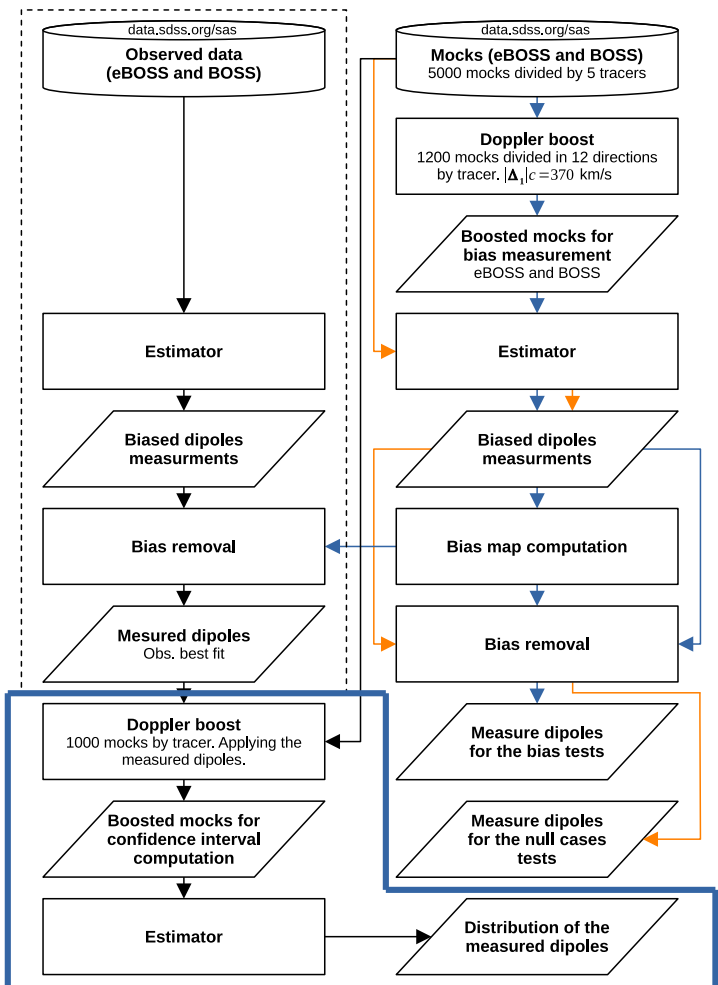 data.sdss.org/sas
Observed data
(eBOSS and BOSS)
Estimator
Biased dipoles
measurments
Bias removal
Mesured dipoles
Obs. best fit
Doppler boost
1000 mocks by tracer. Applying the
measured dipoles.
Boosted mocks for
confidence interval
computation
Estimator
data.sdss.org/sas
Mocks (eBOSS and BOSS)
5000 mocks divided by 5 tracers
Doppler boost
1200 mocks divided in 12 directions
by tracer. |Δ₁|c=370 km/s
Boosted mocks for
bias measurement
eBOSS and BOSS
Estimator
Biased dipoles
measurments
Bias map computation
Bias removal
Measure dipoles
for the bias tests
Measure dipoles
for the null cases
tests
Distribution of the
measured dipoles